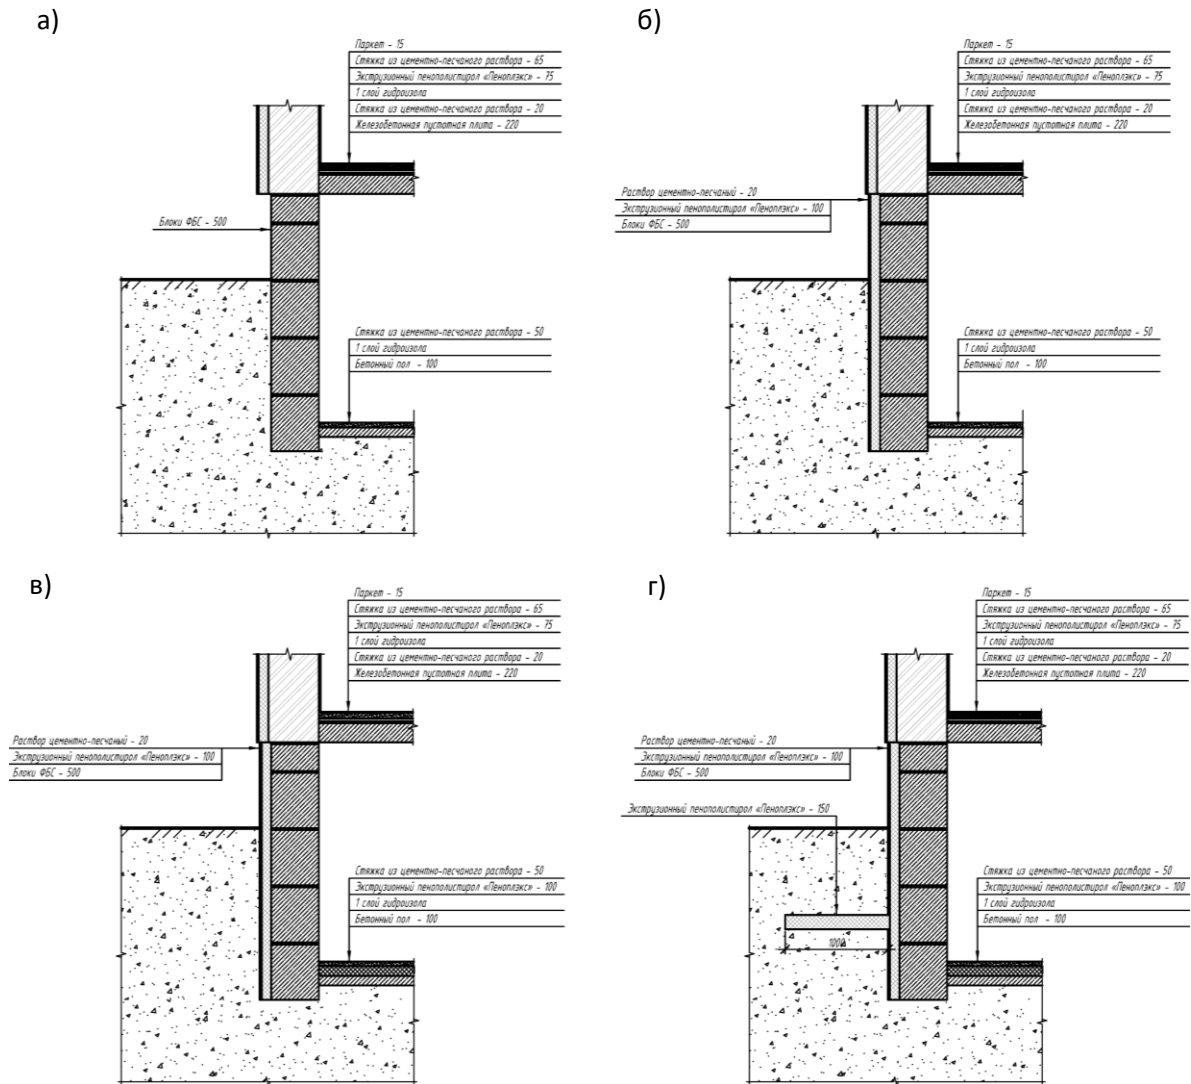 а)
Паркет - 15
Стяжка из цементно-песчаного раствора - 65
Экструзионный пенополистирол «Пеноплэкс» - 75
1 слой гидроизола
Стяжка из цементно-песчаного раствора - 20
Железобетонная пустотная плита - 220
Блоки ФБС - 500
Стяжка из цементно-песчаного раствора - 50
1 слой гидроизола
Бетонный пол - 100
б)
Паркет - 15
Стяжка из цементно-песчаного раствора - 65
Экструзионный пенополистирол «Пеноплэкс» - 75
1 слой гидроизола
Стяжка из цементно-песчаного раствора - 20
Железобетонная пустотная плита - 220
Раствор цементно-песчаный - 20
Экструзионный пенополистирол «Пеноплэкс» - 100
Блоки ФБС - 500
Стяжка из цементно-песчаного раствора - 50
1 слой гидроизола
Бетонный пол - 100
в)
Паркет - 15
Стяжка из цементно-песчаного раствора - 65
Экструзионный пенополистирол «Пеноплэкс» - 75
1 слой гидроизола
Стяжка из цементно-песчаного раствора - 20
Железобетонная пустотная плита - 220
Раствор цементно-песчаный - 20
Экструзионный пенополистирол «Пеноплэкс» - 100
Блоки ФБС - 500
Стяжка из цементно-песчаного раствора - 50
Экструзионный пенополистирол «Пеноплэкс» - 100
1 слой гидроизола
Бетонный пол - 100
г)
Паркет - 15
Стяжка из цементно-песчаного раствора - 65
Экструзионный пенополистирол «Пеноплэкс» - 75
1 слой гидроизола
Стяжка из цементно-песчаного раствора - 20
Железобетонная пустотная плита - 220
Раствор цементно-песчаный - 20
Экструзионный пенополистирол «Пеноплэкс» - 100
Блоки ФБС - 500
Экструзионный пенополистирол «Пеноплэкс» - 150
1000
Стяжка из цементно-песчаного раствора - 50
Экструзионный пенополистирол «Пеноплэкс» - 100
1 слой гидроизола
Бетонный пол - 100